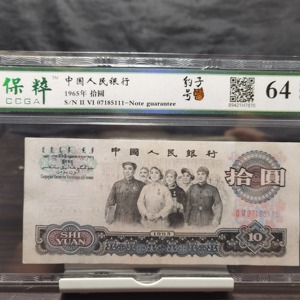 保粹
CCGA
中国人民银行
1965年 拾圆
S/N II VI 07185111-Note guarantee
豹子号
64
中国人民银行
拾圆
SHI
YUAN
1965
10